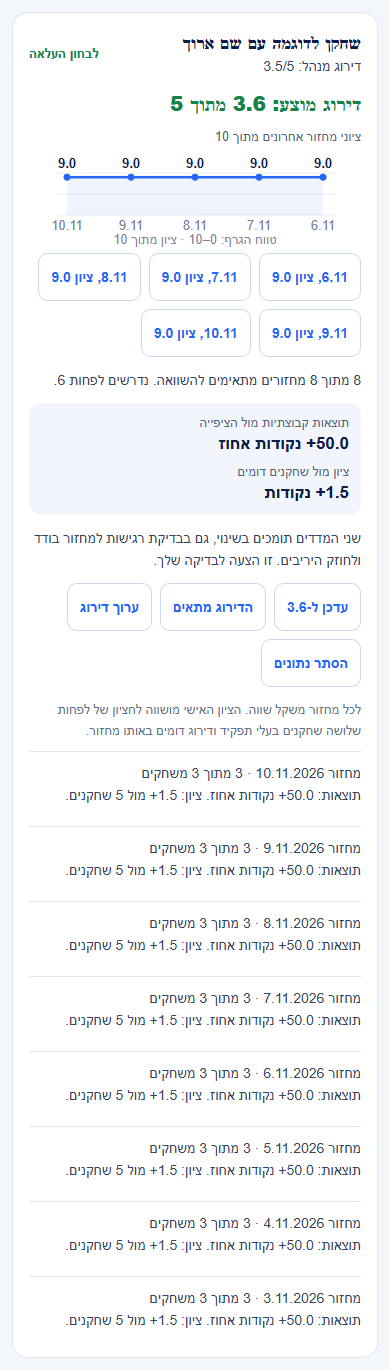 שחקן לדוגמה עם שם ארוך
לבחון העלאה
דירוג מנהל: 3.5/5
דירוג מוצע: 3.6 מתוך 5
ציוני מחזור אחרונים מתוך 10
9.0 9.0 9.0 9.0 9.0
6.11 7.11 8.11 9.11 10.11
טווח הגרף: 0–10 · ציון מתוך 10
6.11, ציון 9.0
7.11, ציון 9.0
8.11, ציון 9.0
9.11, ציון 9.0
10.11, ציון 9.0
8 מתוך 8 מחזורים מתאימים להשוואה. נדרשים לפחות 6.
תוצאות קבוצתיות מול הציפייה
+50.0 נקודות אחוז
ציון מול שחקנים דומים
+1.5 נקודות
שני המדדים תומכים בשינוי, גם בבדיקת רגישות למחזור בודד
ולחוזק היריבים. זו הצעה לבדיקה שלך.
עדכן ל-3.6
הדירוג מתאים
ערוך דירוג
הסתר נתונים
לכל מחזור משקל שווה. הציון האישי מושווה לחציון של לפחות
שלושה שחקנים בעלי תפקיד ודירוג דומים באותו מחזור.
מחזור 10.11.2026 · 3 מתוך 3 משחקים
תוצאות: +50.0 נקודות אחוז. ציון: +1.5 מול 5 שחקנים.
מחזור 9.11.2026 · 3 מתוך 3 משחקים
תוצאות: +50.0 נקודות אחוז. ציון: +1.5 מול 5 שחקנים.
מחזור 8.11.2026 · 3 מתוך 3 משחקים
תוצאות: +50.0 נקודות אחוז. ציון: +1.5 מול 5 שחקנים.
מחזור 7.11.2026 · 3 מתוך 3 משחקים
תוצאות: +50.0 נקודות אחוז. ציון: +1.5 מול 5 שחקנים.
מחזור 6.11.2026 · 3 מתוך 3 משחקים
תוצאות: +50.0 נקודות אחוז. ציון: +1.5 מול 5 שחקנים.
מחזור 5.11.2026 · 3 מתוך 3 משחקים
תוצאות: +50.0 נקודות אחוז. ציון: +1.5 מול 5 שחקנים.
מחזור 4.11.2026 · 3 מתוך 3 משחקים
תוצאות: +50.0 נקודות אחוז. ציון: +1.5 מול 5 שחקנים.
מחזור 3.11.2026 · 3 מתוך 3 משחקים
תוצאות: +50.0 נקודות אחוז. ציון: +1.5 מול 5 שחקנים.